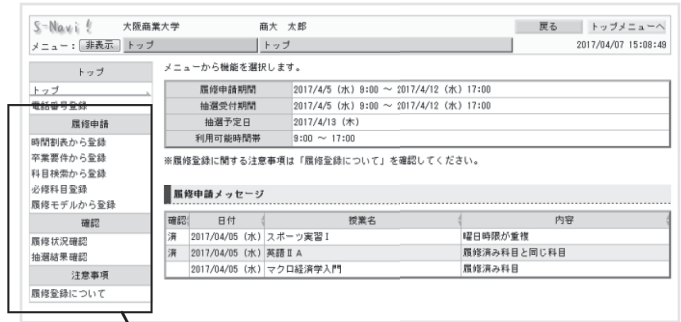 S-Navi! 大阪商業大学 商大 太郎 戻る トップメニューへ
メニュー：非表示 トップ トップ 2017/04/07 15:08:49
トップ
トップ
電話番号登録
履修申請
時間割表から登録
卒業要件から登録
科目検索から登録
必修科目登録
履修モデルから登録
確認
履修状況確認
抽選結果確認
注意事項
履修登録について
メニューから機能を選択します。
履修申請期間 2017/4/5（水）9:00 ～ 2017/4/12（水）17:00
抽選受付期間 2017/4/5（水）9:00 ～ 2017/4/12（水）17:00
抽選予定日 2017/4/13（木）
利用可能時間帯 9:00 ～ 17:00
※履修登録に関する注意事項は「履修登録について」を確認してください。
履修申請メッセージ
確認 日付 授業名 内容
済 2017/04/05（水） スポーツ実習Ⅰ 曜日時限が重複
済 2017/04/05（水） 英語ⅡＡ 履修済み科目と同じ科目
2017/04/05（水） マクロ経済学入門 履修済み科目